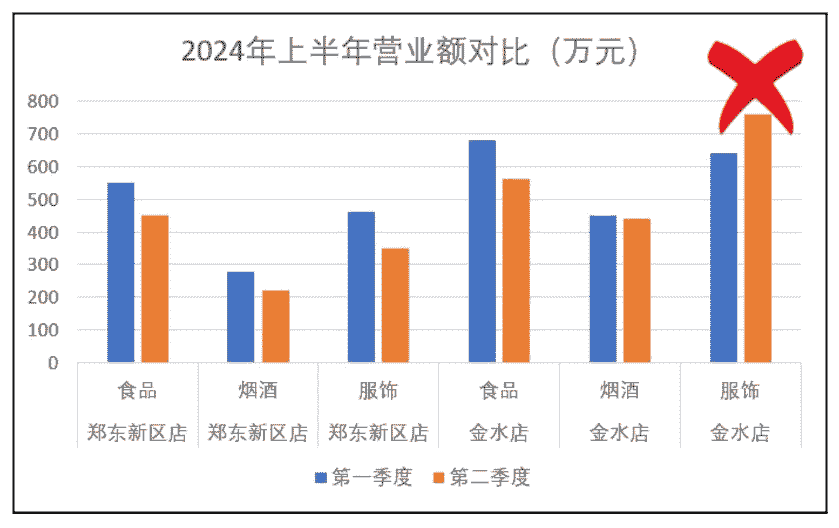 2024年上半年营业额对比（万元）
800
700
600
500
400
300
200
100
0
食品 烟酒 服饰 食品 烟酒 服饰
郑东新区店 郑东新区店 郑东新区店 金水店 金水店 金水店
第一季度 第二季度